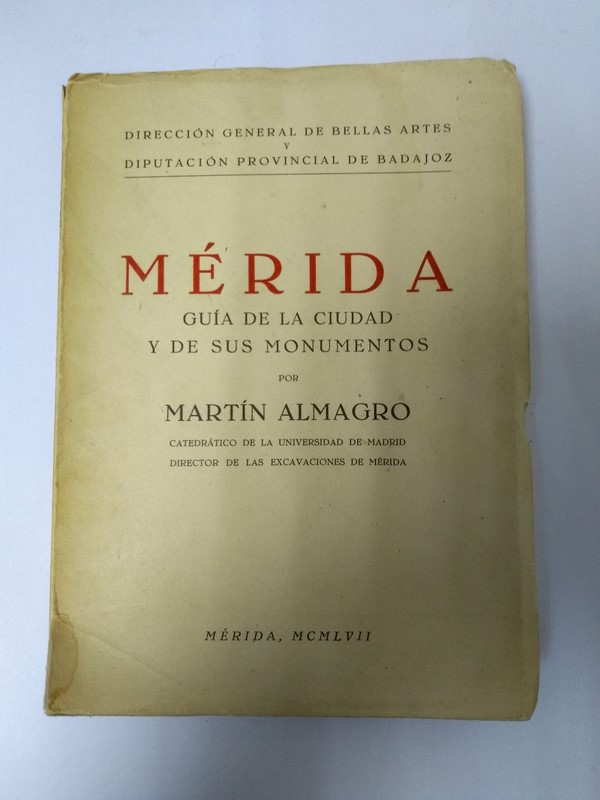 DIRECCIÓN GENERAL DE BELLAS ARTES
Y
DIPUTACIÓN PROVINCIAL DE BADAJOZ
MÉRIDA
GUÍA DE LA CIUDAD
Y DE SUS MONUMENTOS
POR
MARTÍN ALMAGRO
CATEDRÁTICO DE LA UNIVERSIDAD DE MADRID
DIRECTOR DE LAS EXCAVACIONES DE MÉRIDA
MÉRIDA, MCMLVII